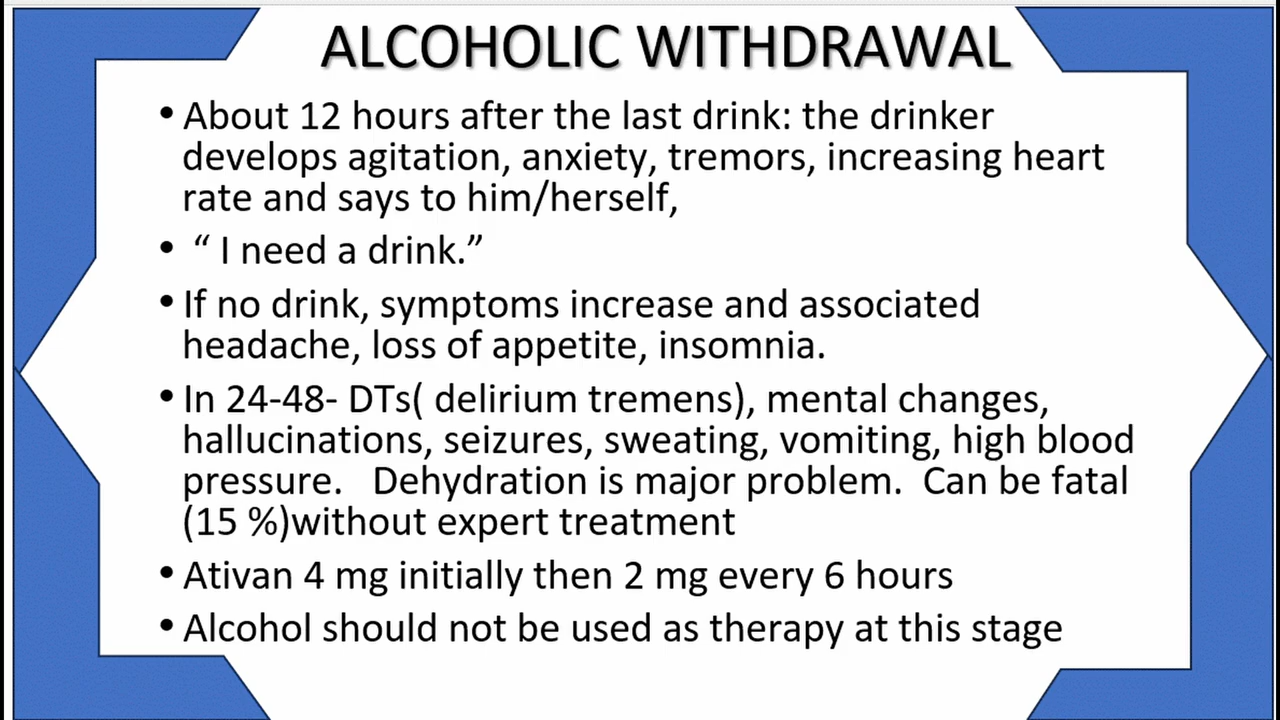 ALCOHOLIC WITHDRAWAL
• About 12 hours after the last drink: the drinker
develops agitation, anxiety, tremors, increasing heart
rate and says to him/herself,
• “ I need a drink.”
• If no drink, symptoms increase and associated
headache, loss of appetite, insomnia.
• In 24-48- DTs( delirium tremens), mental changes,
hallucinations, seizures, sweating, vomiting, high blood
pressure.   Dehydration is major problem.  Can be fatal
(15 %)without expert treatment
• Ativan 4 mg initially then 2 mg every 6 hours
• Alcohol should not be used as therapy at this stage